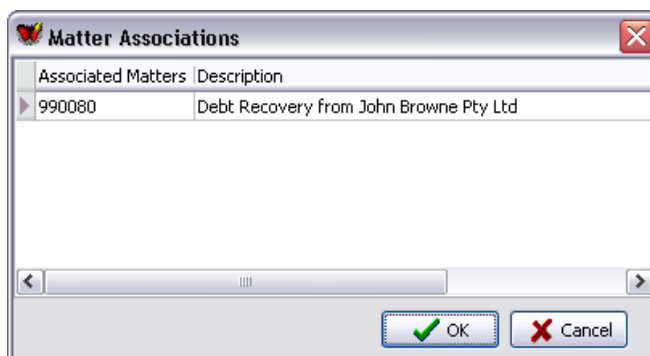 Matter Associations
Associated Matters Description
990080 Debt Recovery from John Browne Pty Ltd
OK Cancel